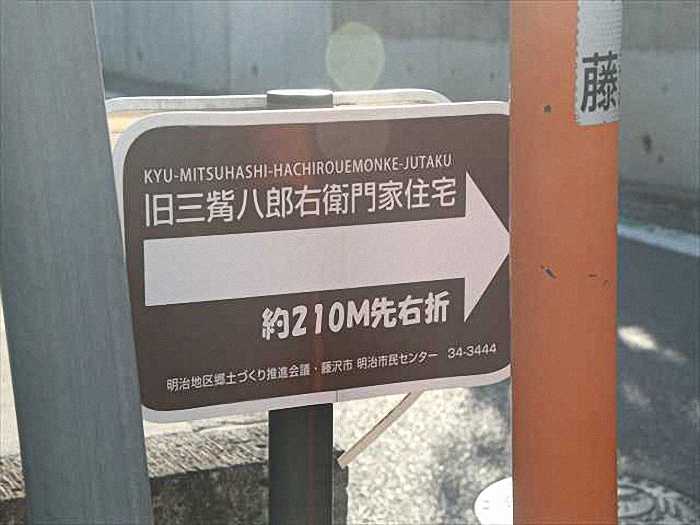 KYU-MITSUHASHI-HACHIROUEMONKE-JUTAKU
旧三觜八郎右衛門家住宅
約210M先右折
明治地区郷土づくり推進会議・藤沢市 明治市民センター 34-3444
藤